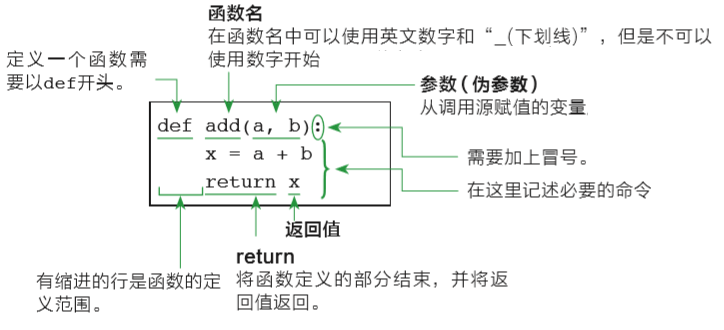 函数名
在函数名中可以使用英文数字和“_(下划线)”，但是不可以
使用数字开始
定义一个函数需
要以def开头。
参数(伪参数)
从调用源赋值的变量
def add(a, b):
x = a + b
return x
需要加上冒号。
在这里记述必要的命令
返回值
return
将函数定义的部分结束，并将返
回值返回。
有缩进的行是函数的定
义范围。